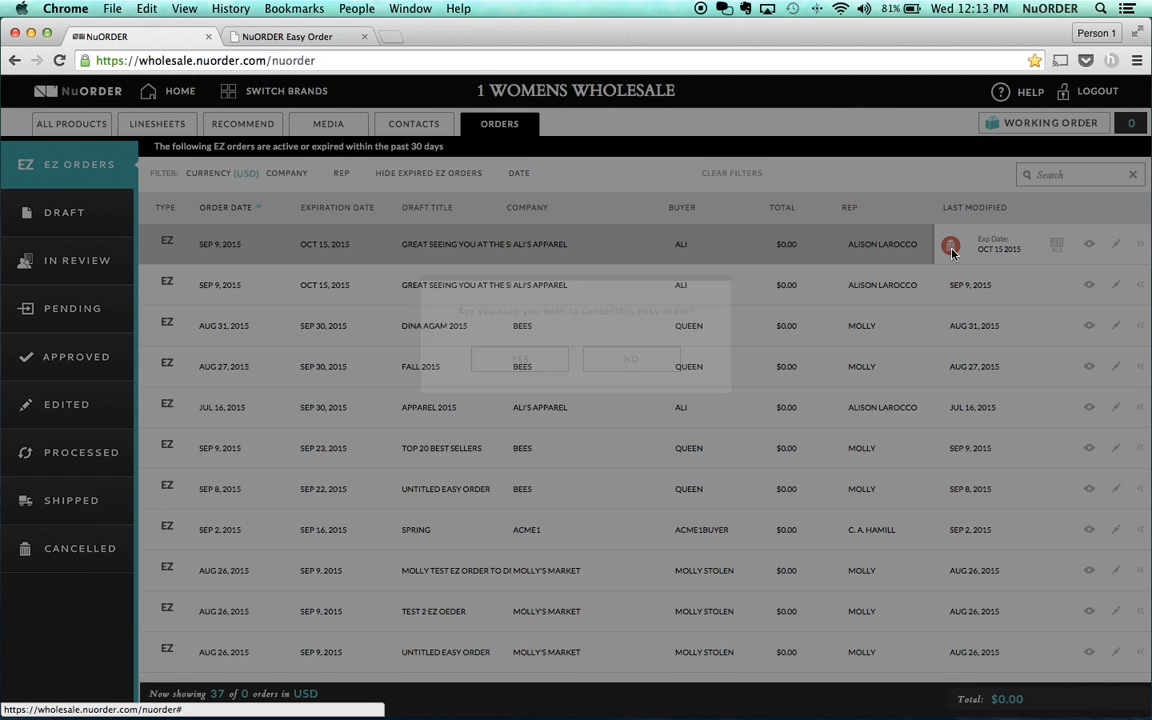 Chrome File Edit View History Bookmarks People Window Help 81% Wed 12:13 PM NuORDER
NuORDER NuORDER Easy Order Person 1
https://wholesale.nuorder.com/nuorder
NuORDER HOME SWITCH BRANDS 1 WOMENS WHOLESALE HELP LOGOUT
ALL PRODUCTS LINESHEETS RECOMMEND MEDIA CONTACTS ORDERS WORKING ORDER 0
The following EZ orders are active or expired within the past 30 days
EZ EZ ORDERS
FILTER: CURRENCY (USD) COMPANY REP HIDE EXPIRED EZ ORDERS DATE CLEAR FILTERS Search
TYPE ORDER DATE EXPIRATION DATE DRAFT TITLE COMPANY BUYER TOTAL REP LAST MODIFIED
DRAFT
IN REVIEW
PENDING
APPROVED
EDITED
PROCESSED
SHIPPED
CANCELLED
EZ SEP 9, 2015 OCT 15, 2015 GREAT SEEING YOU AT THE S ALI'S APPAREL ALI $0.00 ALISON LAROCCO Exp Date: OCT 15 2015
EZ SEP 9, 2015 OCT 15, 2015 GREAT SEEING YOU AT THE S ALI'S APPAREL ALI $0.00 ALISON LAROCCO SEP 9, 2015
Are you sure you wish to cancel this easy order?
EZ AUG 31, 2015 SEP 30, 2015 DINA AGAM 2015 BEES QUEEN $0.00 MOLLY AUG 31, 2015
YES NO
EZ AUG 27, 2015 SEP 30, 2015 FALL 2015 BEES QUEEN $0.00 MOLLY AUG 27, 2015
EZ JUL 16, 2015 SEP 30, 2015 APPAREL 2015 ALI'S APPAREL ALI $0.00 ALISON LAROCCO JUL 16, 2015
EZ SEP 9, 2015 SEP 23, 2015 TOP 20 BEST SELLERS BEES QUEEN $0.00 MOLLY SEP 9, 2015
EZ SEP 8, 2015 SEP 22, 2015 UNTITLED EASY ORDER BEES QUEEN $0.00 MOLLY SEP 8, 2015
EZ SEP 2, 2015 SEP 16, 2015 SPRING ACME1 ACME1BUYER $0.00 C. A. HAMILL SEP 2, 2015
EZ AUG 26, 2015 SEP 9, 2015 MOLLY TEST EZ ORDER TO DI MOLLY'S MARKET MOLLY STOLEN $0.00 MOLLY AUG 26, 2015
EZ AUG 26, 2015 SEP 9, 2015 TEST 2 EZ OEDER MOLLY'S MARKET MOLLY STOLEN $0.00 MOLLY AUG 26, 2015
EZ AUG 26, 2015 SEP 9, 2015 UNTITLED EASY ORDER MOLLY'S MARKET MOLLY STOLEN $0.00 MOLLY AUG 26, 2015
Now showing 37 of 0 orders in USD Total: $0.00
https://wholesale.nuorder.com/nuorder#